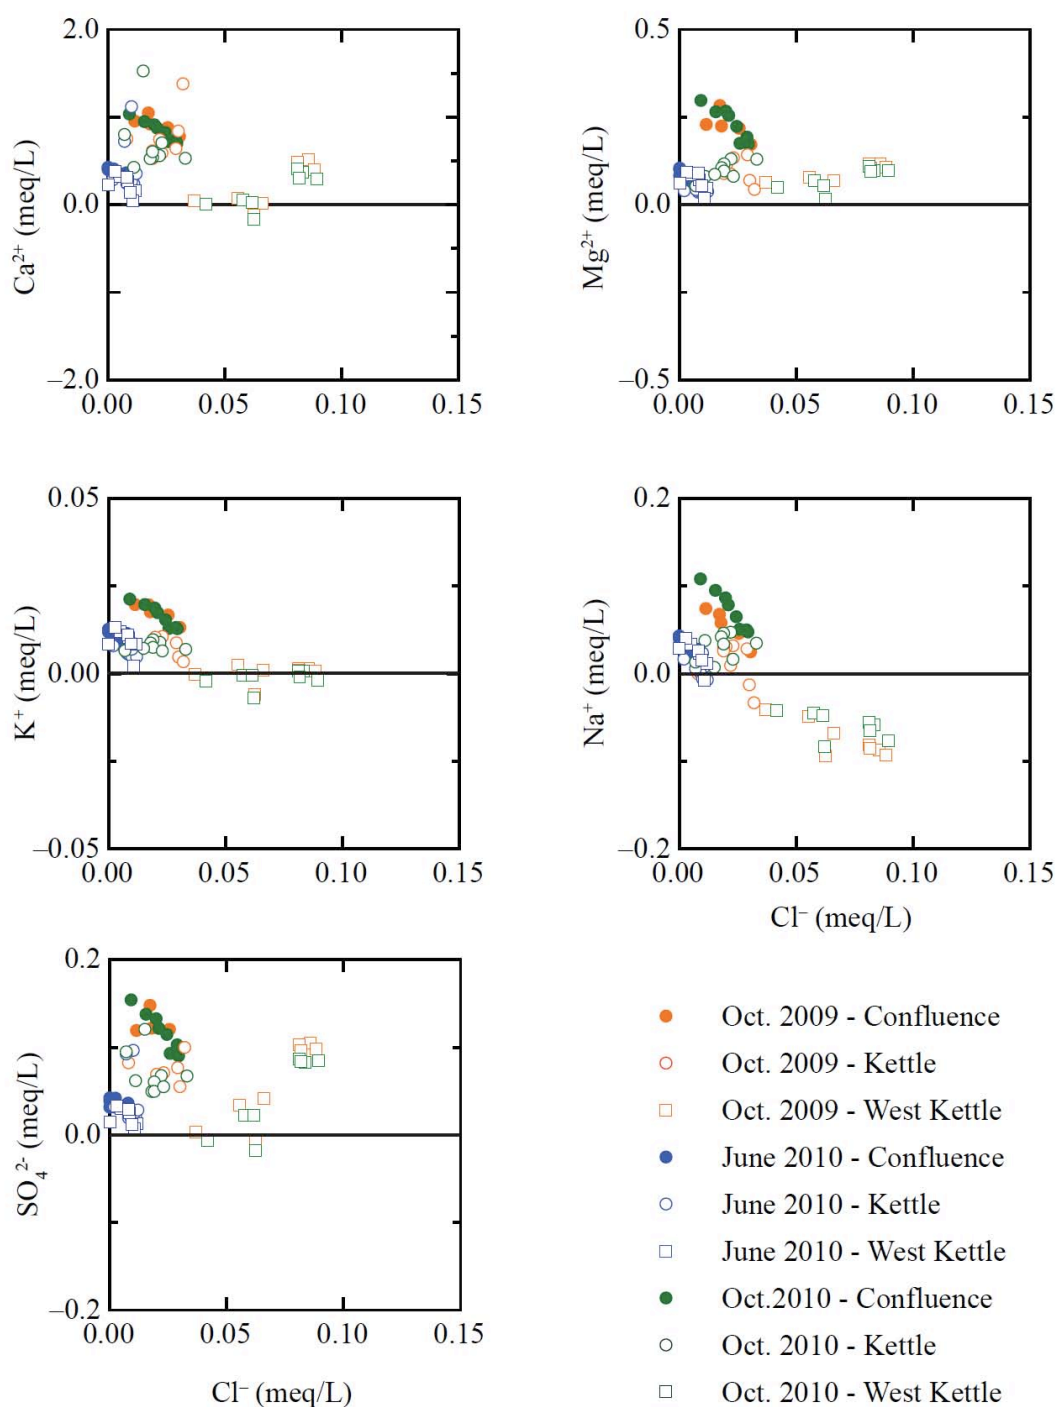 2.0
0.0
–2.0
Ca²⁺ (meq/L)
0.00 0.05 0.10 0.15
0.5
0.0
–0.5
Mg²⁺ (meq/L)
0.00 0.05 0.10 0.15
0.05
0.00
–0.05
K⁺ (meq/L)
0.00 0.05 0.10 0.15
0.2
0.0
–0.2
Na⁺ (meq/L)
0.00 0.05 0.10 0.15
Cl⁻ (meq/L)
0.2
0.0
–0.2
SO₄²⁻ (meq/L)
0.00 0.05 0.10 0.15
Cl⁻ (meq/L)
Oct. 2009 - Confluence
Oct. 2009 - Kettle
Oct. 2009 - West Kettle
June 2010 - Confluence
June 2010 - Kettle
June 2010 - West Kettle
Oct.2010 - Confluence
Oct. 2010 - Kettle
Oct. 2010 - West Kettle